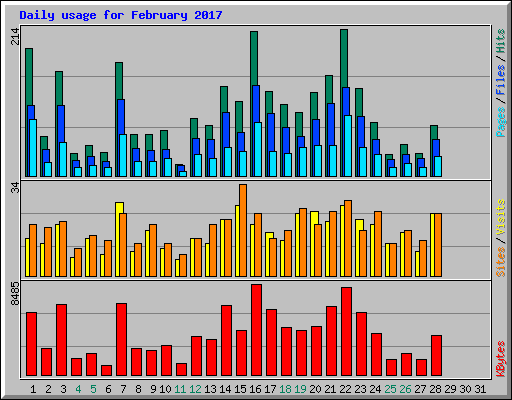 Daily usage for February 2017
214
Pages / Files / Hits
34
Sites / Visits
8485
KBytes
1 2 3 4 5 6 7 8 9 10 11 12 13 14 15 16 17 18 19 20 21 22 23 24 25 26 27 28 29 30 31